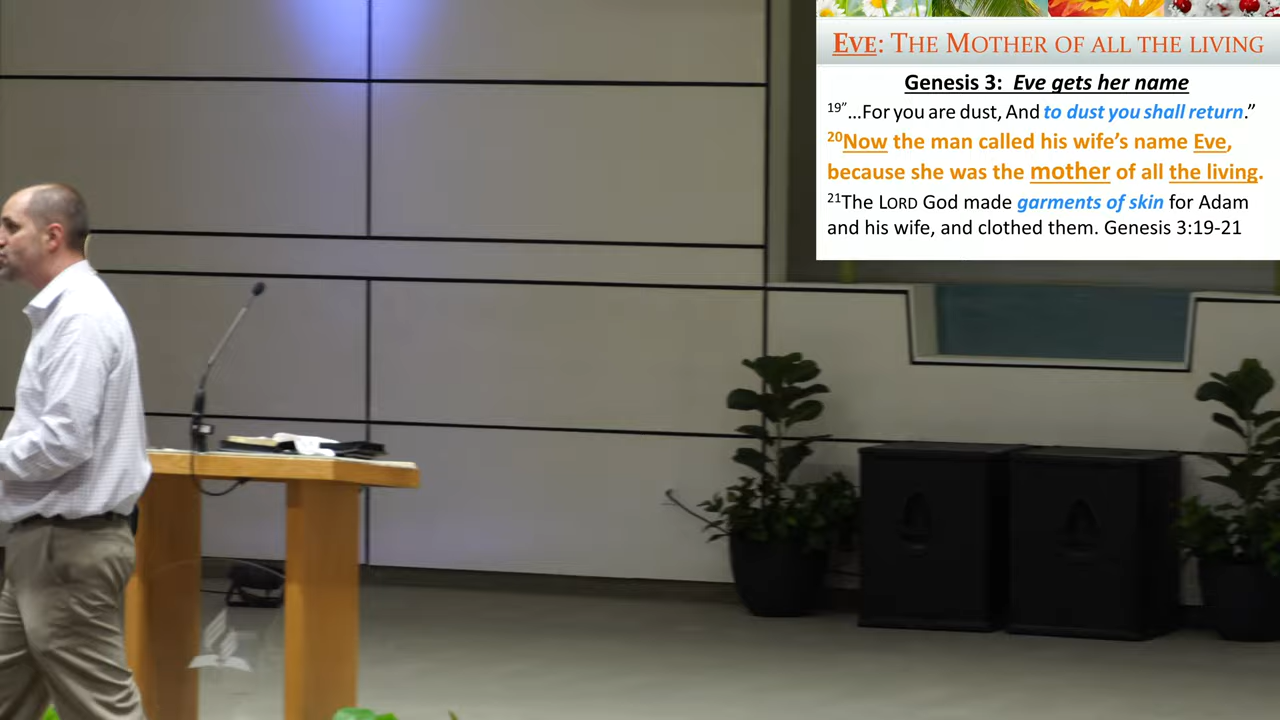 EVE: THE MOTHER OF ALL THE LIVING
Genesis 3: Eve gets her name
19"…For you are dust, And to dust you shall return.”
20Now the man called his wife’s name Eve,
because she was the mother of all the living.
21The LORD God made garments of skin for Adam
and his wife, and clothed them. Genesis 3:19-21